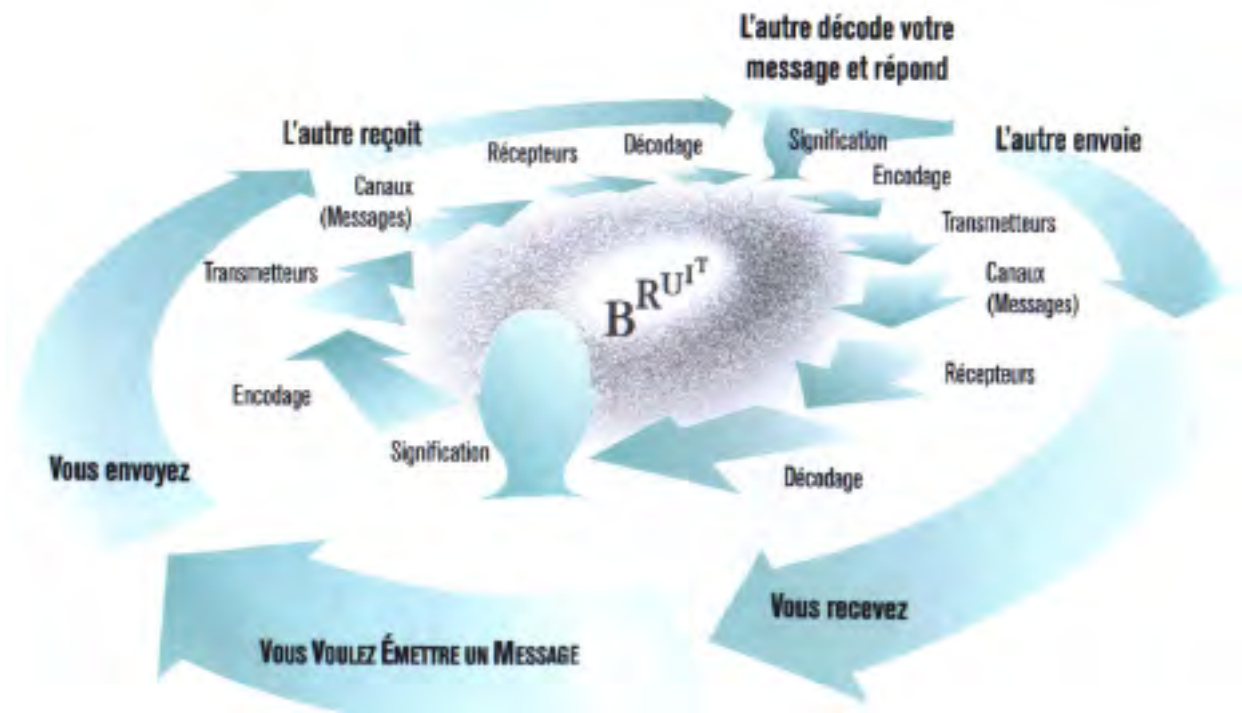 L'autre décode votre
message et répond
L'autre reçoit
Récepteurs
Décodage
Signification
L'autre envoie
Canaux
(Messages)
Encodage
Transmetteurs
Transmetteurs
Canaux
(Messages)
BRUIT
Récepteurs
Encodage
Signification
Vous envoyez
Décodage
Vous recevez
VOUS VOULEZ ÉMETTRE UN MESSAGE